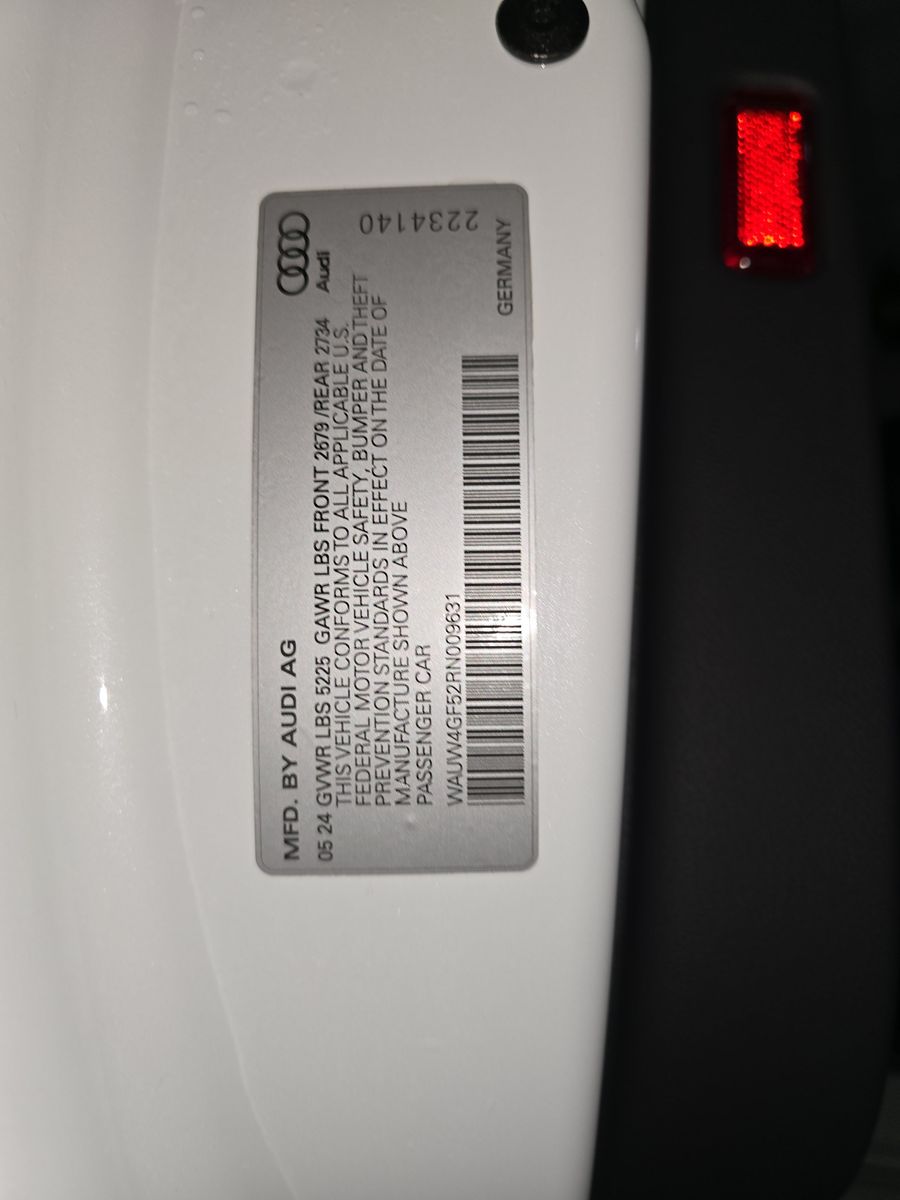 MFD. BY AUDI AG
05 24 GVWR LBS 5225 GAWR LBS FRONT 2679 /REAR 2734
THIS VEHICLE CONFORMS TO ALL APPLICABLE U.S.
FEDERAL MOTOR VEHICLE SAFETY, BUMPER AND THEFT
PREVENTION STANDARDS IN EFFECT ON THE DATE OF
MANUFACTURE SHOWN ABOVE
PASSENGER CAR
WAUW4GF52RN009631
Audi
2234140
GERMANY